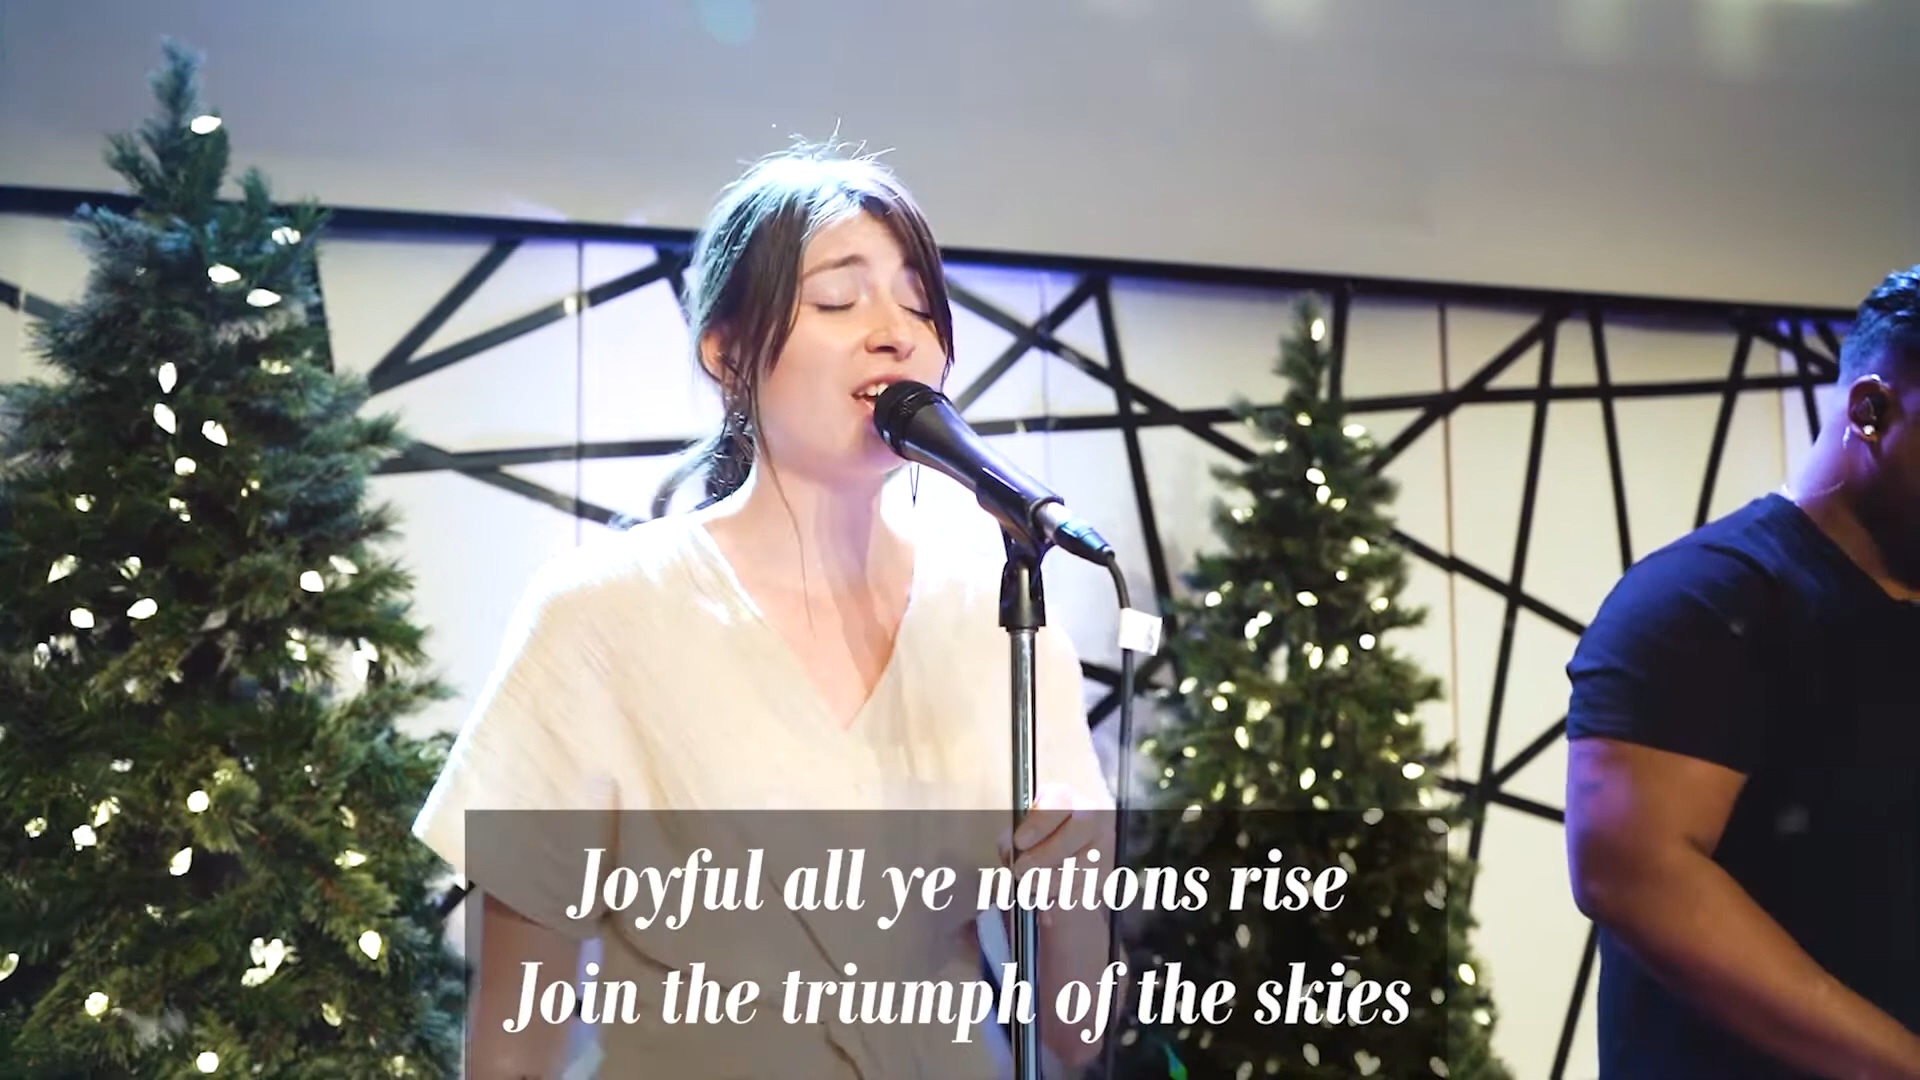 Joyful all ye nations rise
Join the triumph of the skies